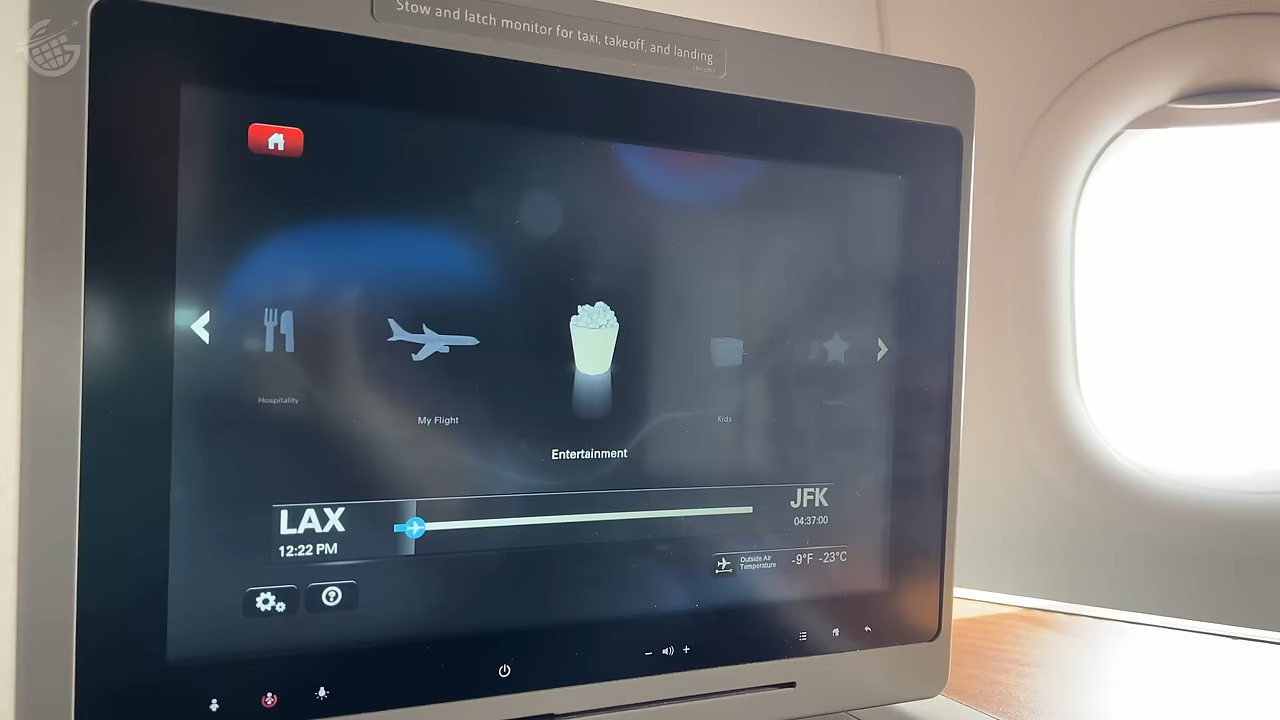 Stow and latch monitor for taxi, takeoff, and landing
Hospitality
My Flight
Entertainment
Kids
LAX
12:22 PM
JFK
04:37:00
Outside Air
Temperature
-9°F -23°C